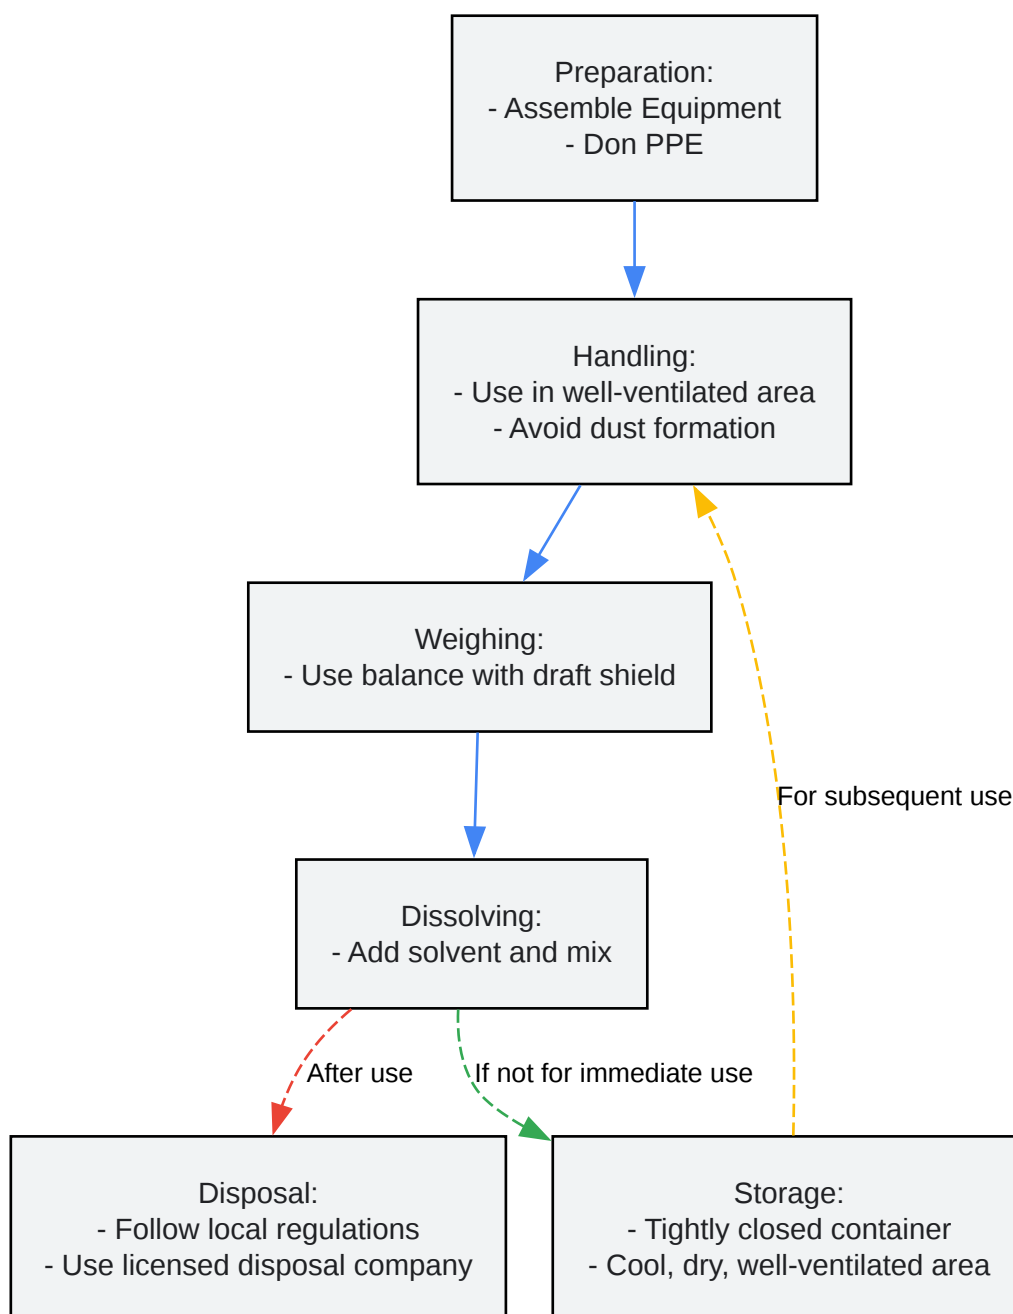 Preparation:
- Assemble Equipment
- Don PPE
Handling:
- Use in well-ventilated area
- Avoid dust formation
Weighing:
- Use balance with draft shield
For subsequent use
Dissolving:
- Add solvent and mix
After use
If not for immediate use
Disposal:
- Follow local regulations
- Use licensed disposal company
Storage:
- Tightly closed container
- Cool, dry, well-ventilated area